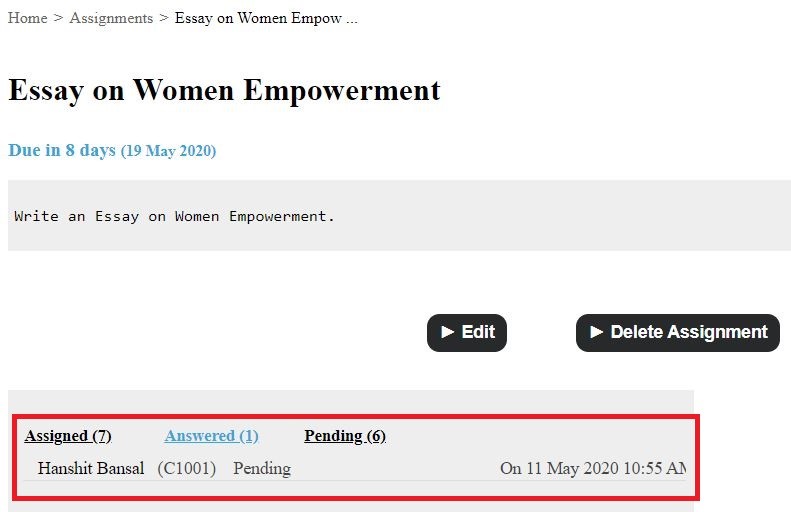 Home > Assignments > Essay on Women Empow ...
Essay on Women Empowerment
Due in 8 days (19 May 2020)
Write an Essay on Women Empowerment.
► Edit ► Delete Assignment
Assigned (7) Answered (1) Pending (6)
Hanshit Bansal (C1001) Pending On 11 May 2020 10:55 AM